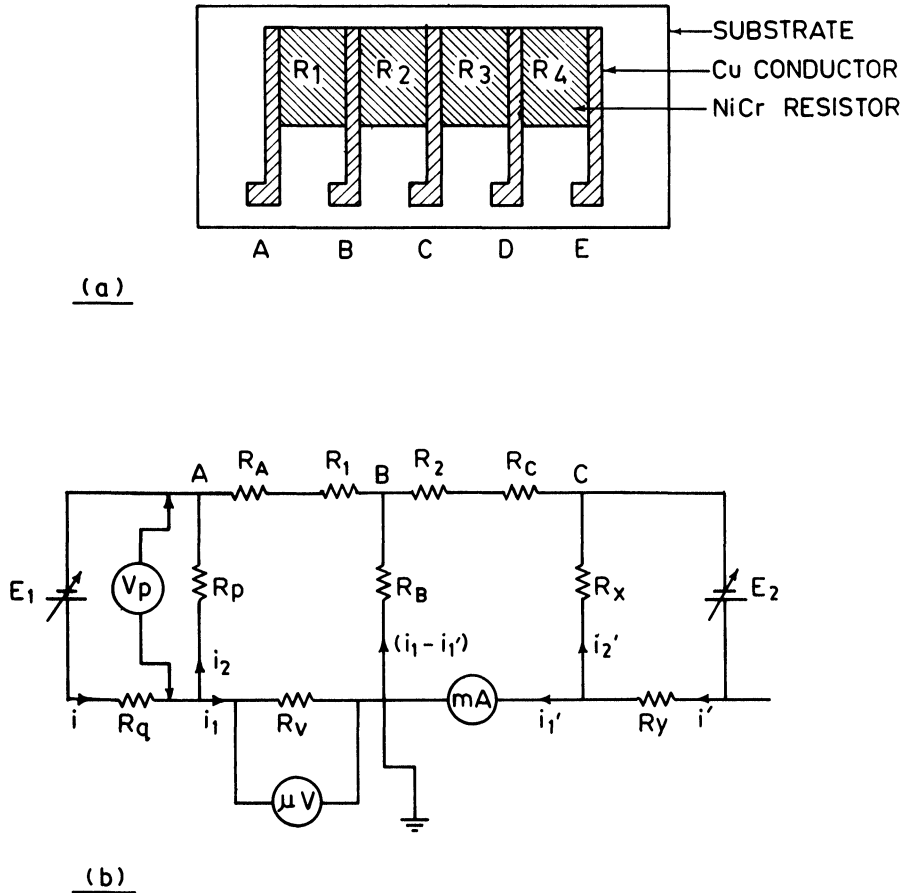 SUBSTRATE
Cu CONDUCTOR
NiCr RESISTOR
R1 R2 R3 R4
A B C D E
(a)
A RA R1 B R2 RC C
E1 Vp Rp RB Rx E2
i2 (i1 – i1') i2'
mA
i Rq i1 Rv i1' Ry i'
μV
(b)